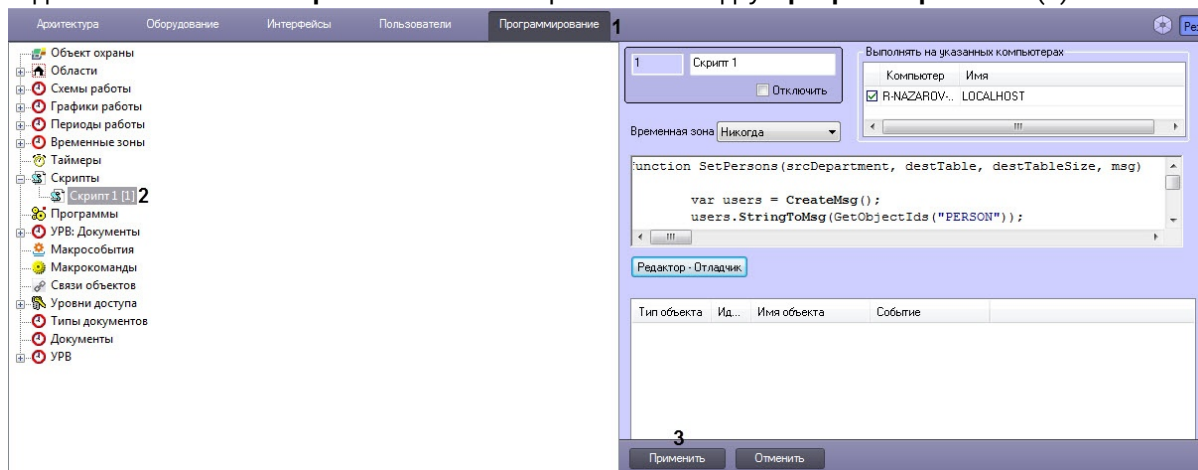 Архитектура Оборудование Интерфейсы Пользователи Программирование 1
Объект охраны
Области
Схемы работы
Графики работы
Периоды работы
Временные зоны
Таймеры
Скрипты
Скрипт 1 [1] 2
Программы
УРВ: Документы
Макрособытия
Макрокоманды
Связи объектов
Уровни доступа
Типы документов
Документы
УРВ
1 Скрипт 1
Отключить
Временная зона Никогда
Выполнять на указанных компьютерах
Компьютер Имя
R-NAZAROV-.. LOCALHOST
function SetPersons(srcDepartment, destTable, destTableSize, msg)
var users = CreateMsg();
users.StringToMsg(GetObjectIds("PERSON"));
Редактор - Отладчик
Тип объекта Ид... Имя объекта Событие
3
Применить Отменить